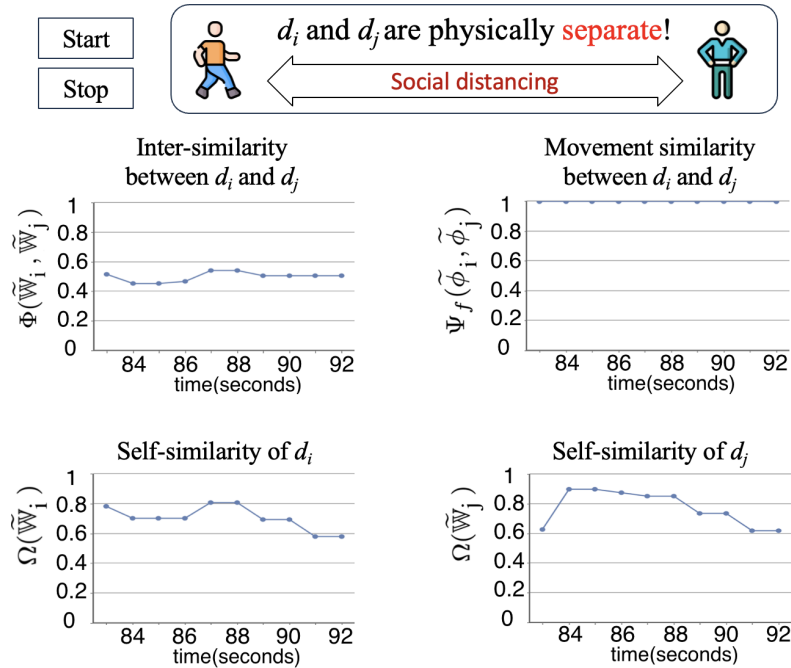 Start
Stop
d_i and d_j are physically separate!
Social distancing
Inter-similarity
between d_i and d_j
Φ(W̃_i, W̃_j)
1
0.8
0.6
0.4
0.2
0
84 86 88 90 92
time(seconds)
Movement similarity
between d_i and d_j
Ψ_f(ϕ̃_i, ϕ̃_j)
1
0.8
0.6
0.4
0.2
0
84 86 88 90 92
time(seconds)
Self-similarity of d_i
Ω(W̃_i)
1
0.8
0.6
0.4
0.2
0
84 86 88 90 92
time(seconds)
Self-similarity of d_j
Ω(W̃_j)
1
0.8
0.6
0.4
0.2
0
84 86 88 90 92
time(seconds)